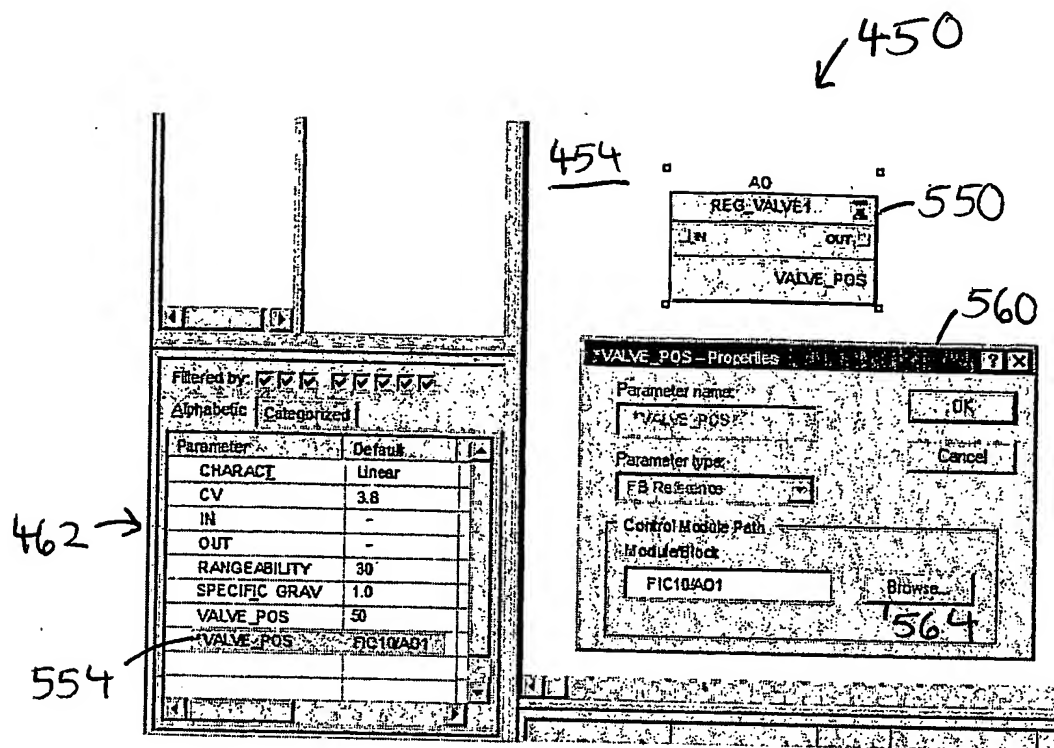 450
454
A0
REG_VALVE1
550
IN OUT
VALVE_POS
560
*VALVE_POS – Properties ? X
Parameter name:
*VALVE_POS
OK
Parameter type:
Cancel
FB Reference
Control Module Path
Module/Block
FIC10/AO1
Browse...
564
Filtered by:
Alphabetic Categorized
Parameter Default
CHARACT Linear
CV 3.8
IN -
OUT -
RANGEABILITY 30
SPECIFIC GRAV 1.0
VALVE_POS 50
*VALVE_POS FIC10/AO1
462
554